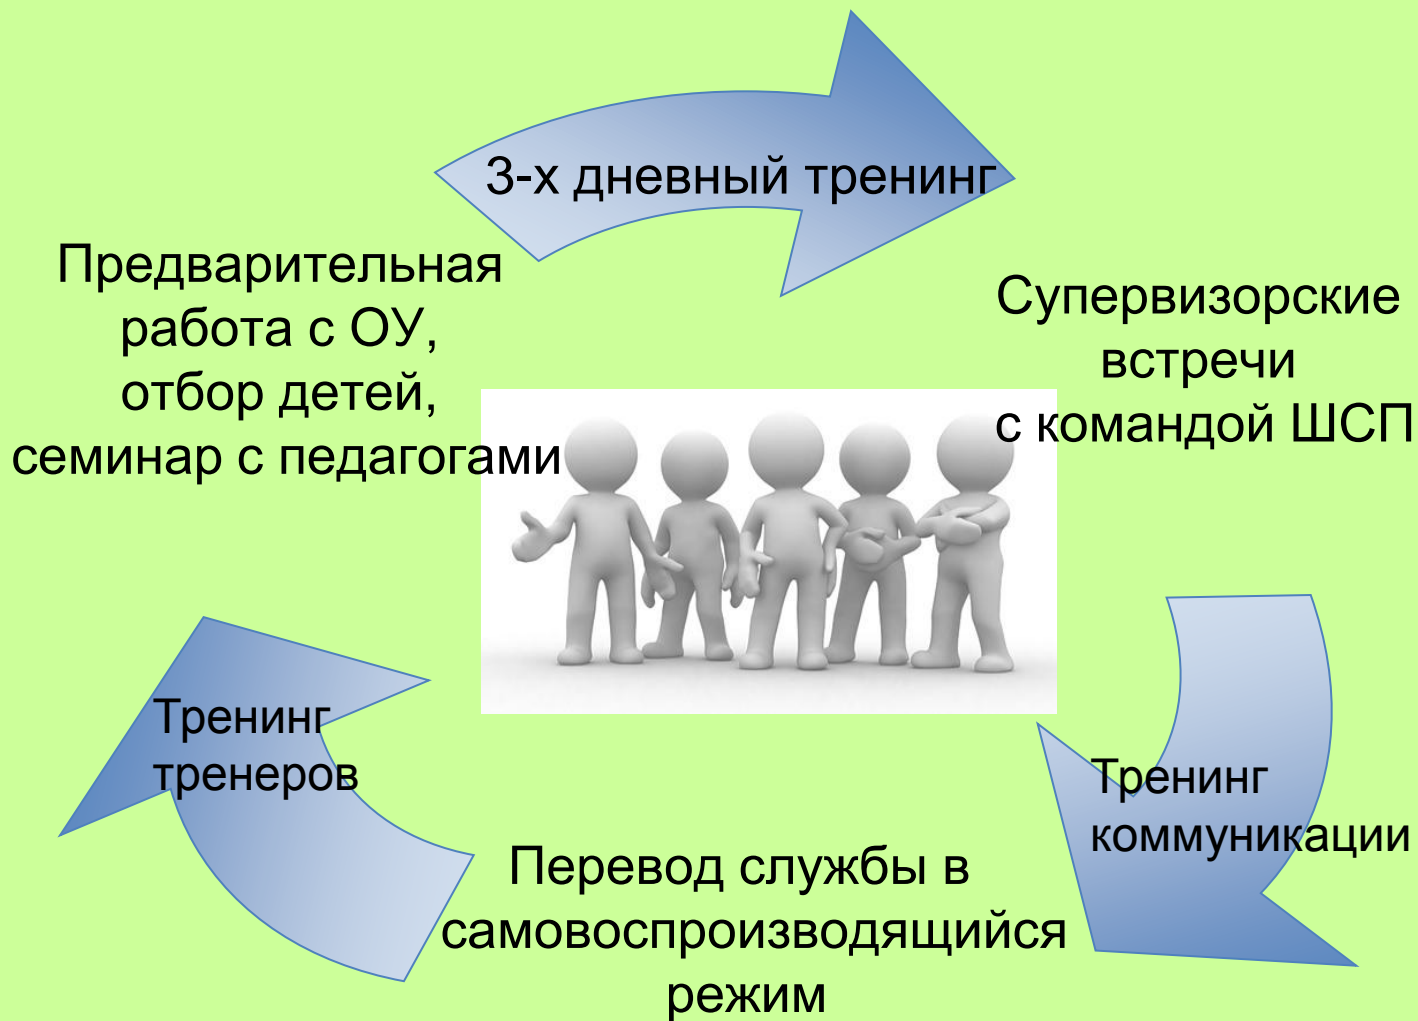 3-х дневный тренинг
Предварительная
работа с ОУ,
отбор детей,
семинар с педагогами
Супервизорские
встречи
с командой ШСП
Тренинг
коммуникации
Перевод службы в
самовоспроизводящийся
режим
Тренинг
тренеров